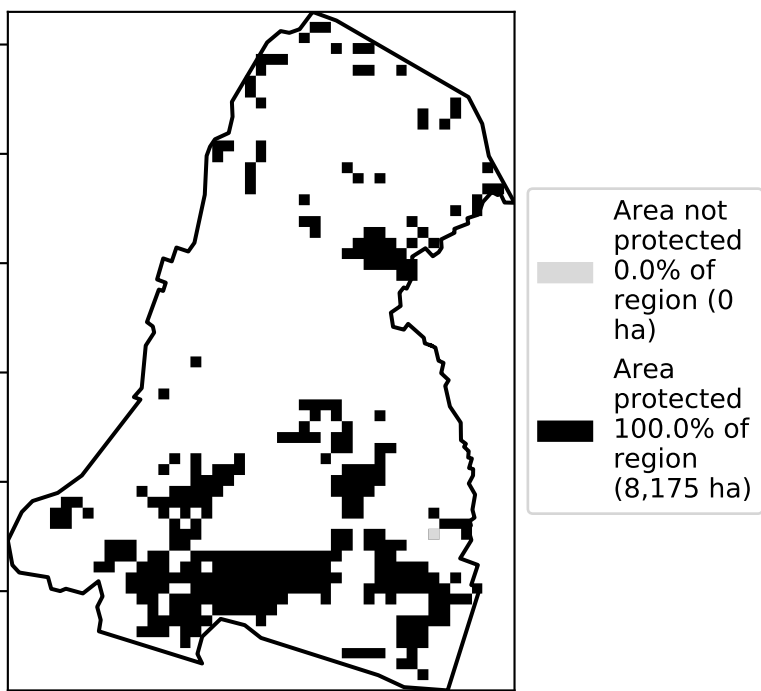 Area not
protected
0.0% of
region (0
ha)
Area
protected
100.0% of
region
(8,175 ha)